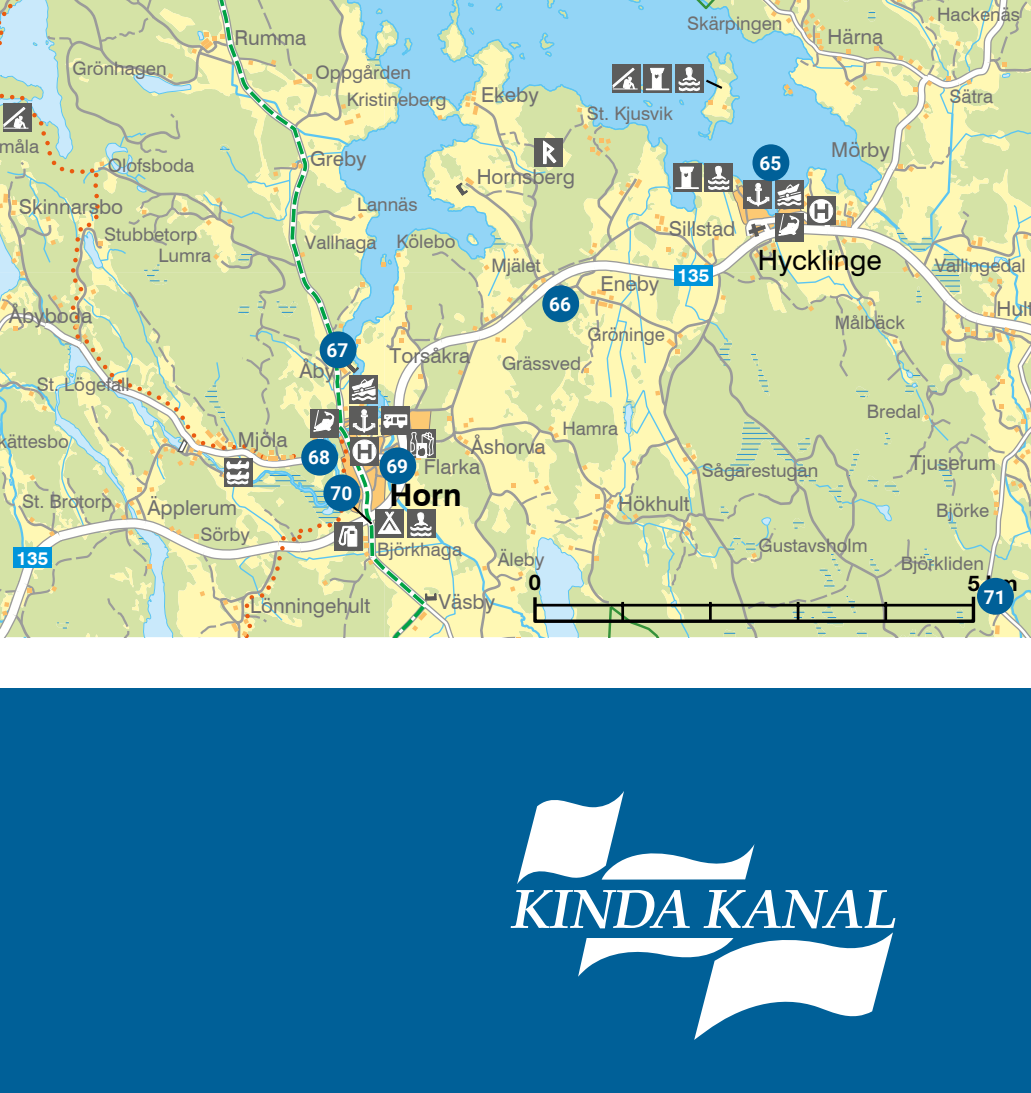 Hackenäs
Skärpingen
Härna
Rumma
Grönhagen
Oppgården
Kristineberg
Ekeby
Sätra
St. Kjusvik
måla
Mörby
Greby
65
Olofsboda
Hornsberg
Lannäs
Skinnarsbo
Sillstad
Stubbetorp
Vallhaga
Kölebo
Lumra
Hycklinge
Mjälet
135
Vallingedal
Eneby
66
Hult
Åbyboda
Målbäck
Gröninge
67
Torsåkra
Grässved
Åby
St. Lögefall
Bredal
Hamra
Mjöla
kättesbo
Åshorva
68
69
Flarka
Tjuserum
Sågarestugan
70
Horn
St. Brotorp
Äpplerum
Hökhult
Björke
Sörby
Björkhaga
Gustavsholm
135
Äleby
Björkliden
0
5 km
71
Lönningehult
Väsby
KINDA KANAL